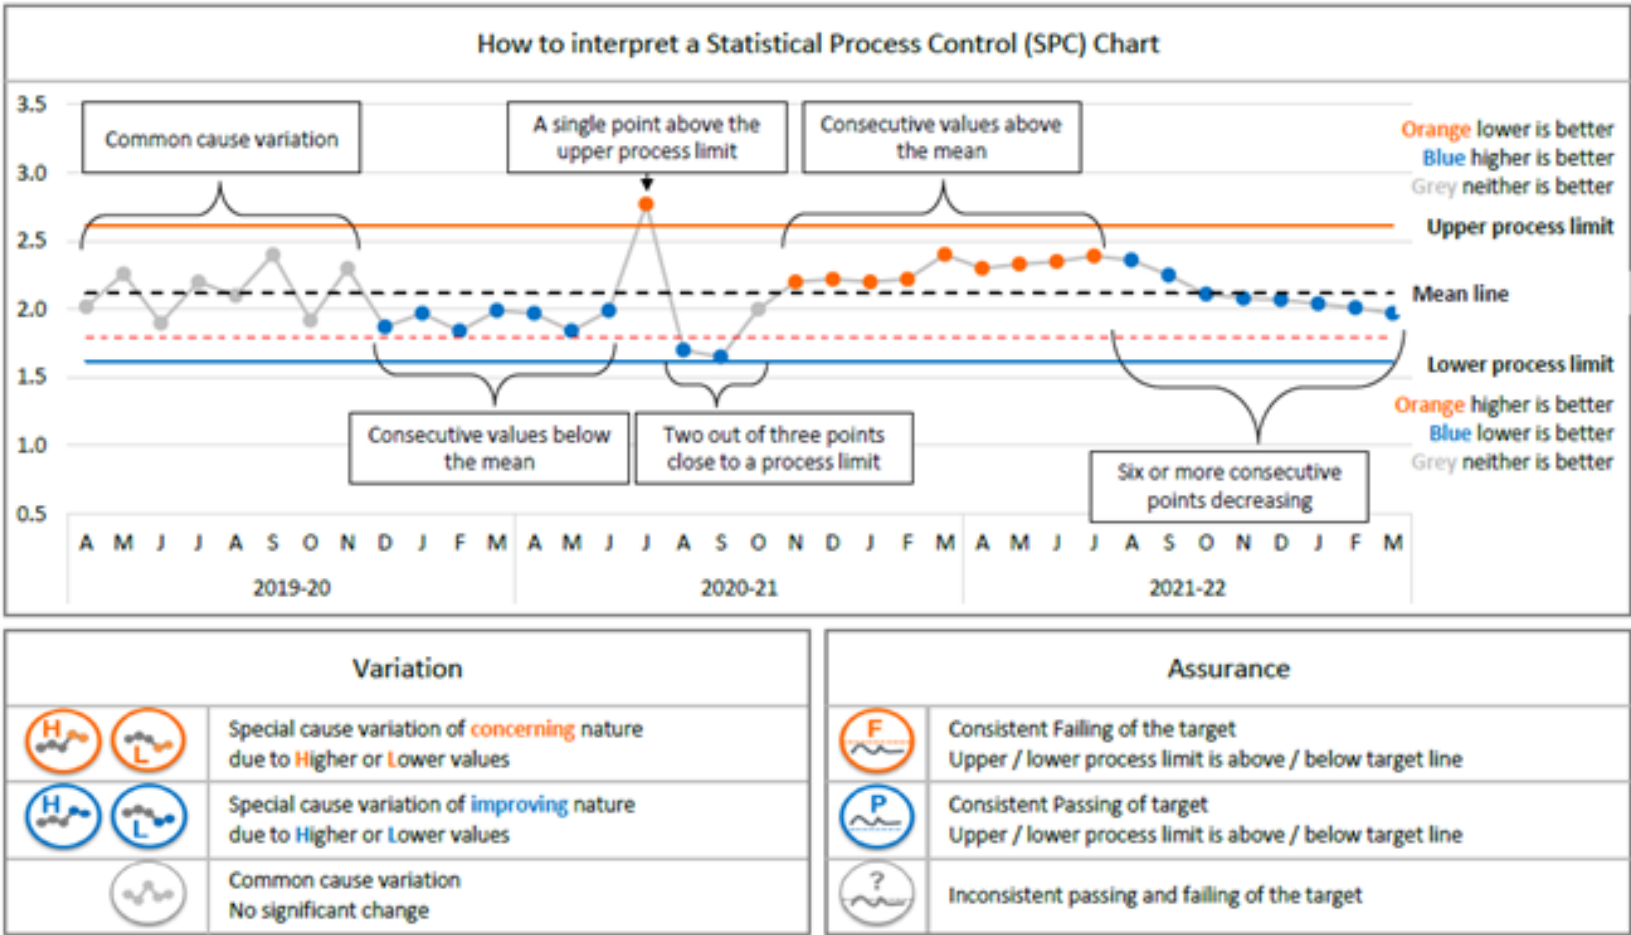 How to interpret a Statistical Process Control (SPC) Chart
3.5
3.0
2.5
2.0
1.5
1.0
0.5
Common cause variation
A single point above the
upper process limit
Consecutive values above
the mean
Orange lower is better
Blue higher is better
Grey neither is better
Upper process limit
Mean line
Lower process limit
Orange higher is better
Blue lower is better
Grey neither is better
Consecutive values below
the mean
Two out of three points
close to a process limit
Six or more consecutive
points decreasing
A M J J A S O N D J F M A M J J A S O N D J F M A M J J A S O N D J F M
2019-20 2020-21 2021-22
Variation
H L
Special cause variation of concerning nature
due to Higher or Lower values
H L
Special cause variation of improving nature
due to Higher or Lower values
Common cause variation
No significant change
Assurance
F
Consistent Failing of the target
Upper / lower process limit is above / below target line
P
Consistent Passing of target
Upper / lower process limit is above / below target line
?
Inconsistent passing and failing of the target